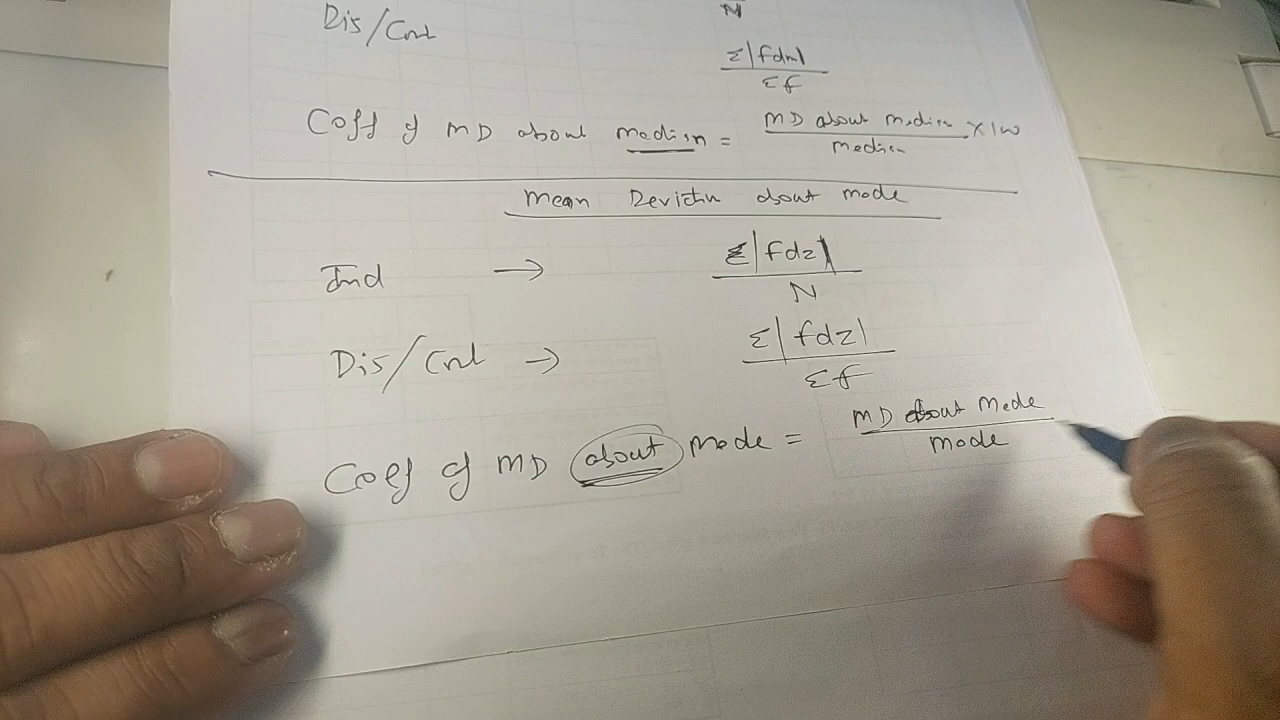 Dis/Cnt
N
Σ|fdm|
Σf
Coff of MD about median = MD about median / median × 100
Mean Deviation about mode
Ind → Σ|fdz| / N
Dis/Cnt → Σ|fdz| / Σf
Coef of MD about mode = MD about Mode / mode